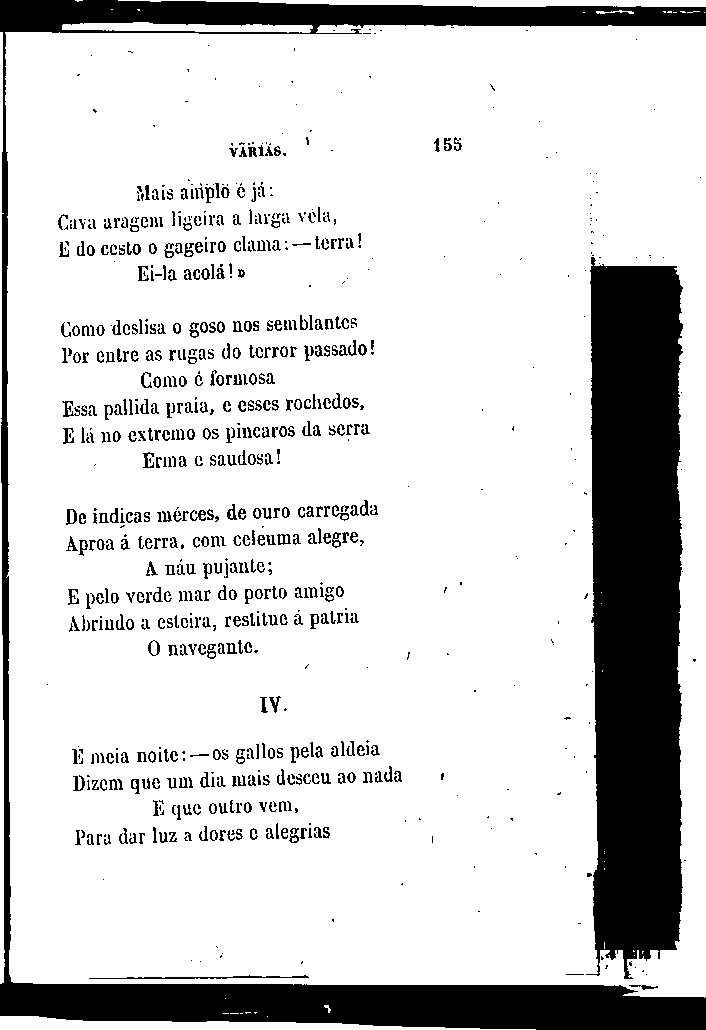 VARIAS. 155
Mais amplo é já:
Cava aragem ligeira a larga vela,
E do cesto o gageiro clama:—terra!
Ei-la acolá!»
Como deslisa o goso nos semblantes
Por entre as rugas do terror passado!
Como é formosa
Essa pallida praia, e esses rochedos,
E lá no extremo os pincaros da serra
Erma e saudosa!
De indicas mérces, de ouro carregada
Aproa á terra, com celeuma alegre,
A náu pujante;
E pelo verde mar do porto amigo
Abrindo a esteira, restitue á patria
O navegante.
IV.
E meia noite:—os gallos pela aldeia
Dizem que um dia mais desceu ao nada
E que outro vem,
Para dar luz a dores e alegrias